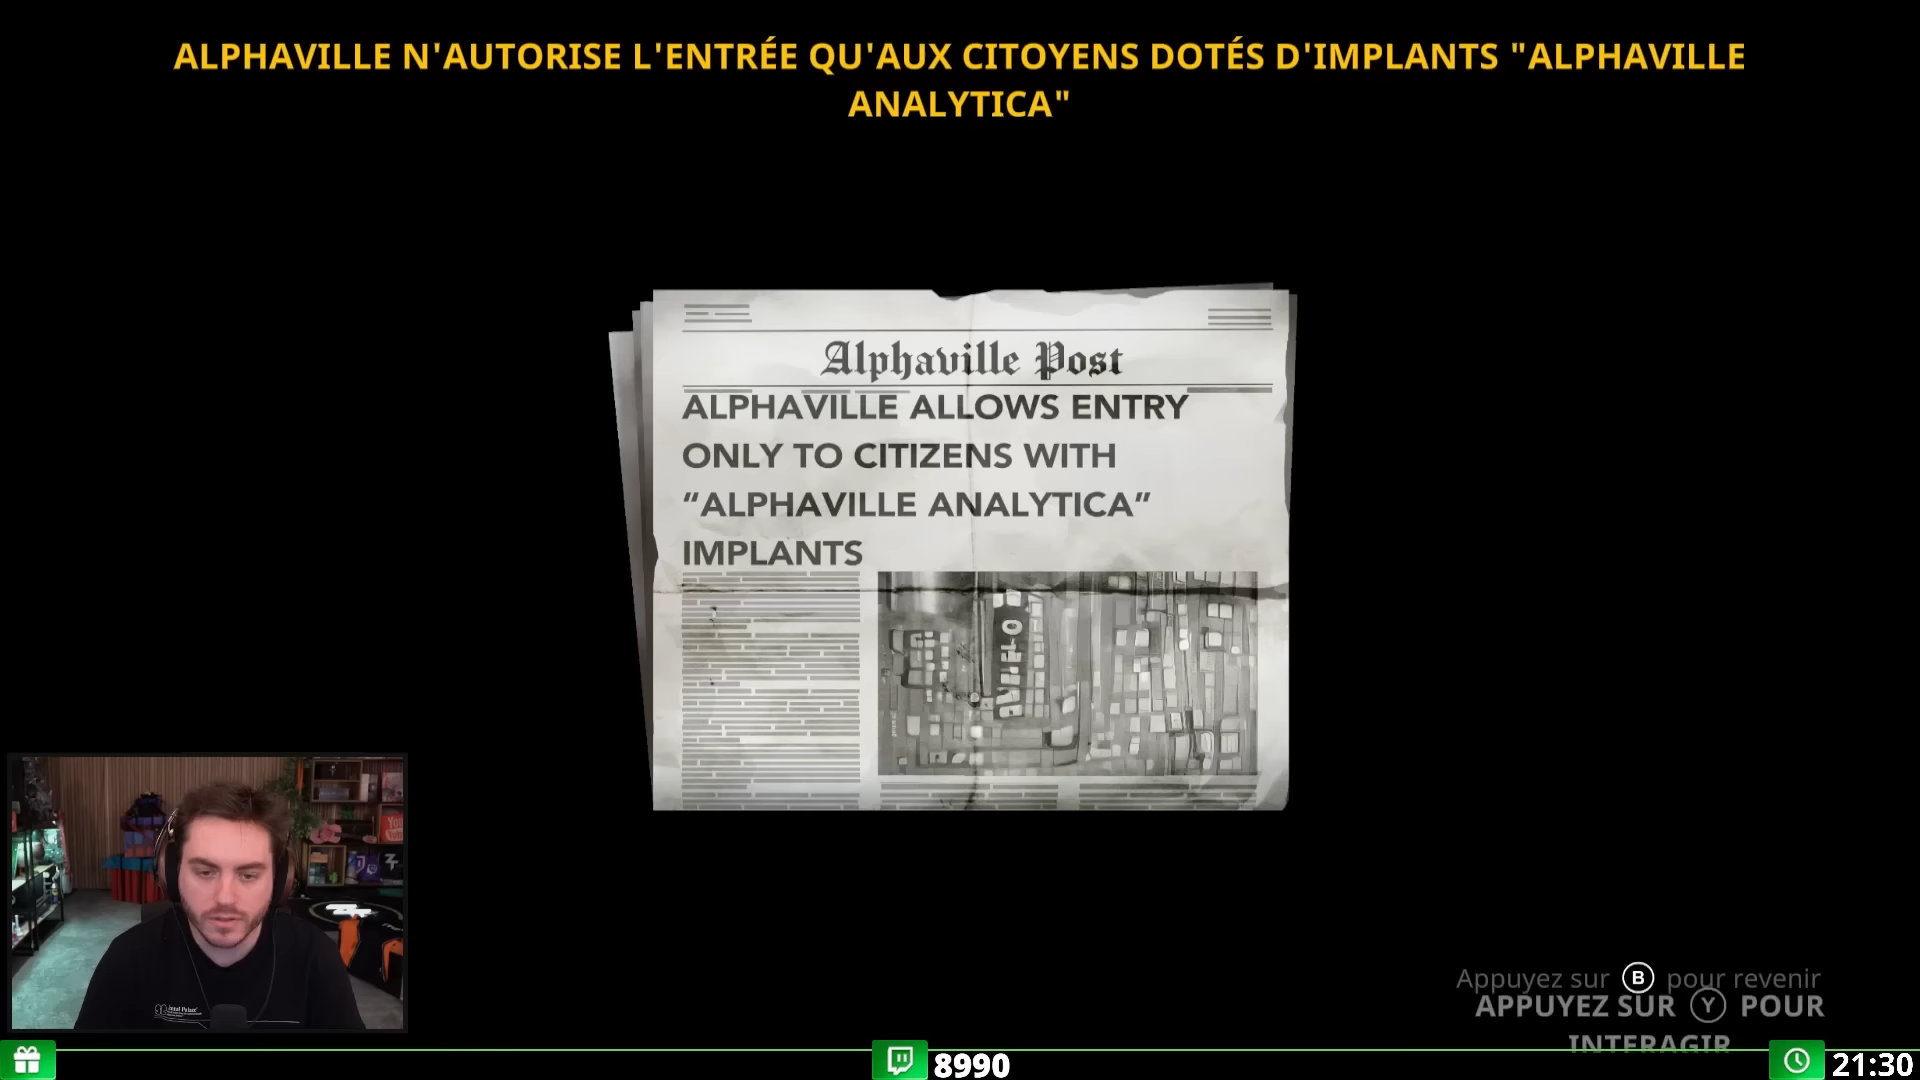 ALPHAVILLE N'AUTORISE L'ENTRÉE QU'AUX CITOYENS DOTÉS D'IMPLANTS "ALPHAVILLE
ANALYTICA"
Alphaville Post
ALPHAVILLE ALLOWS ENTRY
ONLY TO CITIZENS WITH
“ALPHAVILLE ANALYTICA”
IMPLANTS
Appuyez sur B pour revenir
APPUYEZ SUR Y POUR
INTERAGIR
8990
21:30